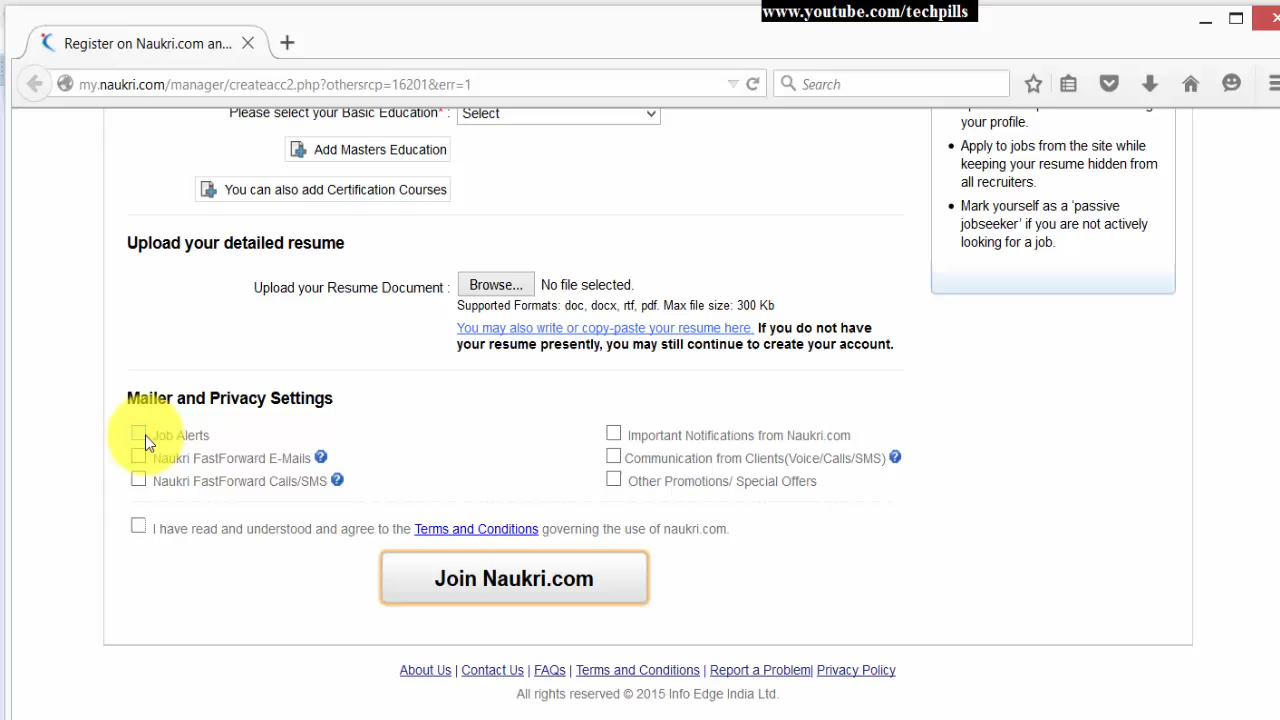 www.youtube.com/techpills
Register on Naukri.com an...
my.naukri.com/manager/createacc2.php?othersrcp=16201&err=1
Search
Please select your Basic Education* :
Select
Add Masters Education
You can also add Certification Courses
your profile.
Apply to jobs from the site while
keeping your resume hidden from
all recruiters.
Mark yourself as a 'passive
jobseeker' if you are not actively
looking for a job.
Upload your detailed resume
Upload your Resume Document :
Browse... No file selected.
Supported Formats: doc, docx, rtf, pdf. Max file size: 300 Kb
You may also write or copy-paste your resume here. If you do not have
your resume presently, you may still continue to create your account.
Mailer and Privacy Settings
Job Alerts
Important Notifications from Naukri.com
Naukri FastForward E-Mails ?
Communication from Clients(Voice/Calls/SMS) ?
Naukri FastForward Calls/SMS ?
Other Promotions/ Special Offers
I have read and understood and agree to the Terms and Conditions governing the use of naukri.com.
Join Naukri.com
About Us | Contact Us | FAQs | Terms and Conditions | Report a Problem| Privacy Policy
All rights reserved © 2015 Info Edge India Ltd.